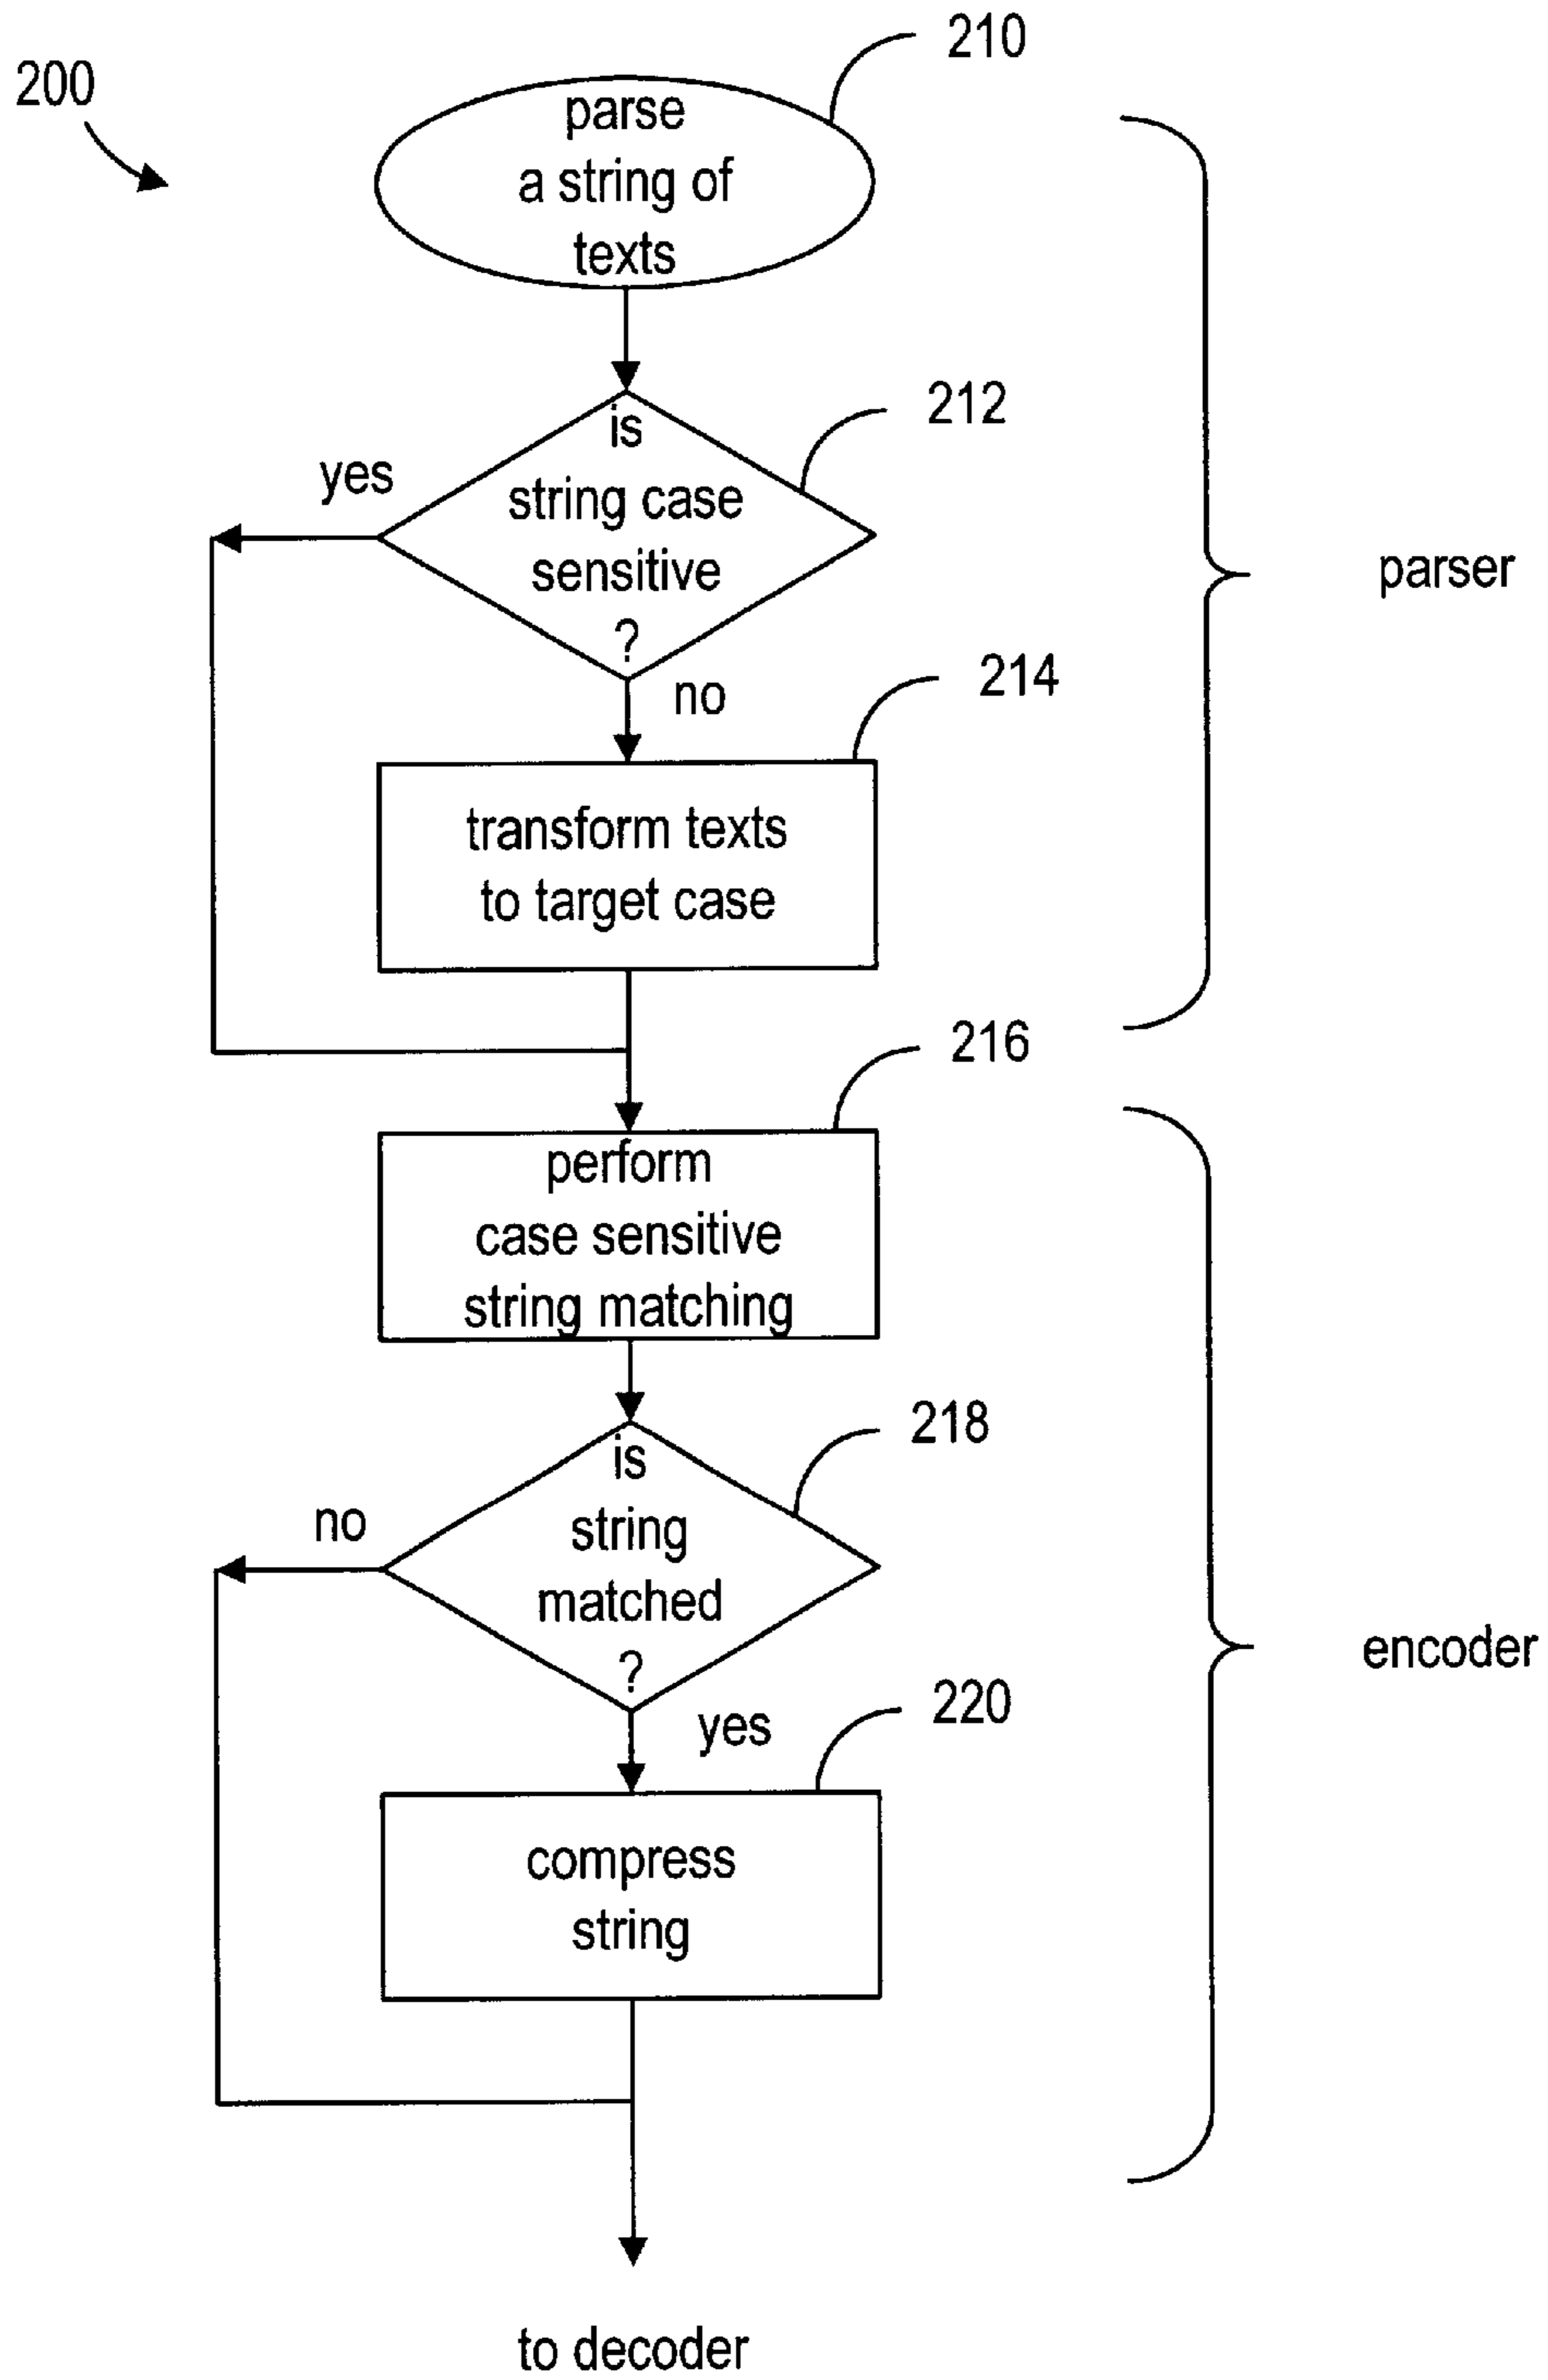 200
210
parse
a string of
texts
212
is
string case
sensitive
?
yes
no
parser
214
transform texts
to target case
216
perform
case sensitive
string matching
218
is
string
matched
?
no
yes
encoder
220
compress
string
to decoder